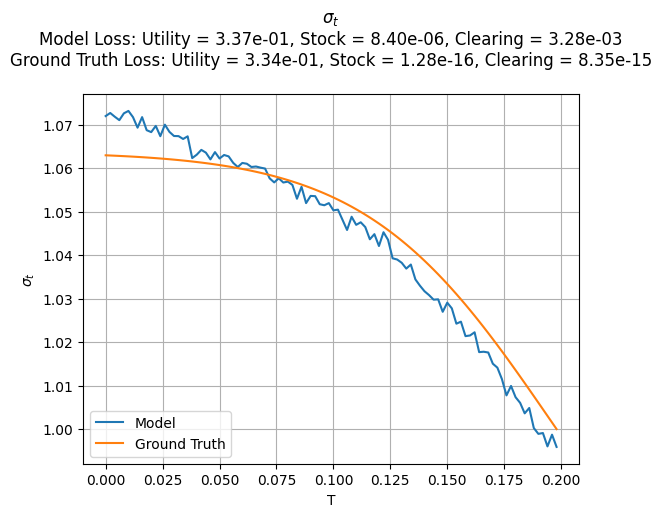 σt
Model Loss: Utility = 3.37e-01, Stock = 8.40e-06, Clearing = 3.28e-03
Ground Truth Loss: Utility = 3.34e-01, Stock = 1.28e-16, Clearing = 8.35e-15
1.07
1.06
1.05
1.04
1.03
1.02
1.01
1.00
σt
Model
Ground Truth
0.000 0.025 0.050 0.075 0.100 0.125 0.150 0.175 0.200
T